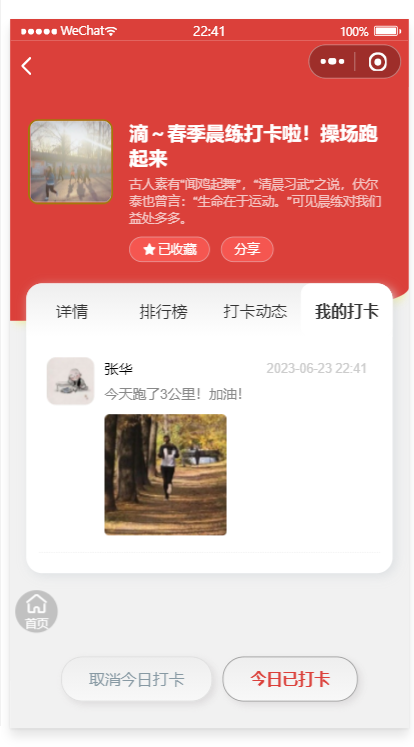 WeChat 22:41 100%
滴～春季晨练打卡啦！操场跑
起来
古人素有“闻鸡起舞”，“清晨习武”之说，伏尔
泰也曾言：“生命在于运动。”可见晨练对我们
益处多多。
已收藏 分享
详情 排行榜 打卡动态 我的打卡
张华 2023-06-23 22:41
今天跑了3公里！加油！
首页
取消今日打卡 今日已打卡